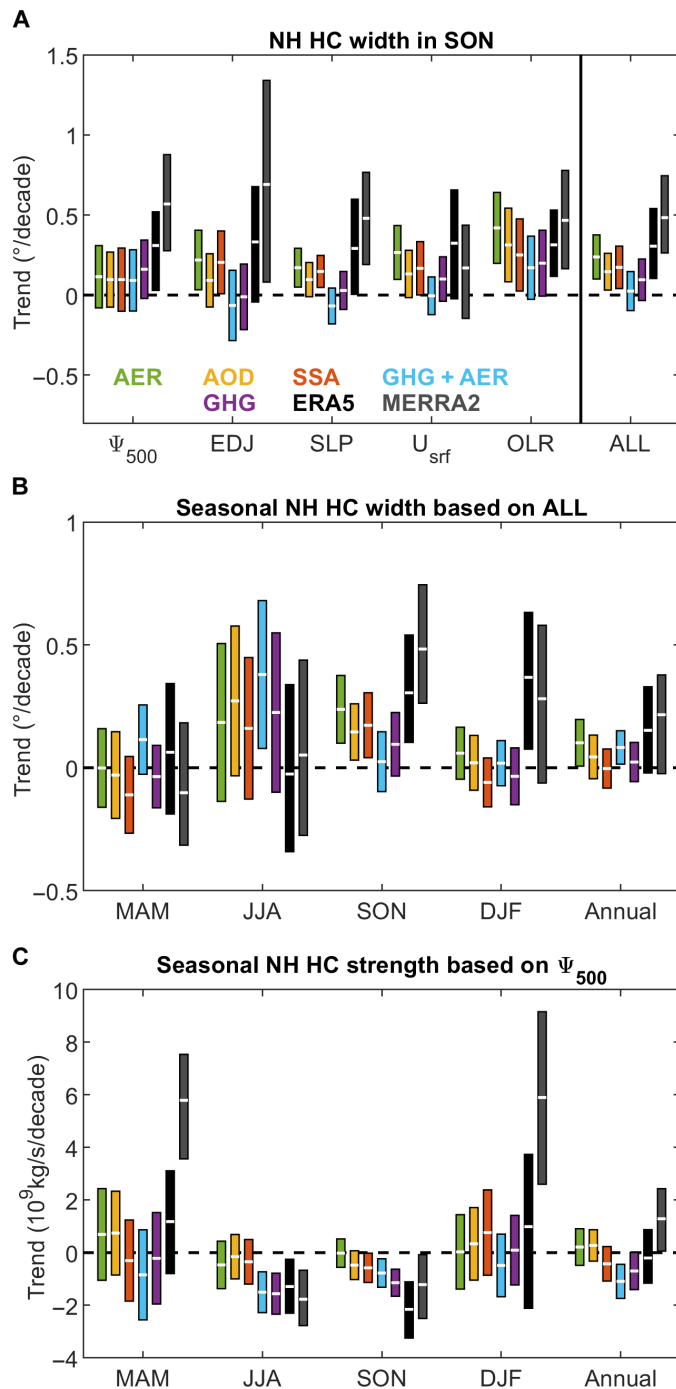 A
NH HC width in SON
Trend (°/decade)
1.5
1
0.5
0
−0.5
AER AOD SSA GHG + AER
GHG ERA5 MERRA2
Ψ500 EDJ SLP Usrf OLR ALL
B
Seasonal NH HC width based on ALL
Trend (°/decade)
1
0.5
0
−0.5
MAM JJA SON DJF Annual
C
Seasonal NH HC strength based on Ψ500
Trend (10⁹kg/s/decade)
10
8
6
4
2
0
−2
−4
MAM JJA SON DJF Annual